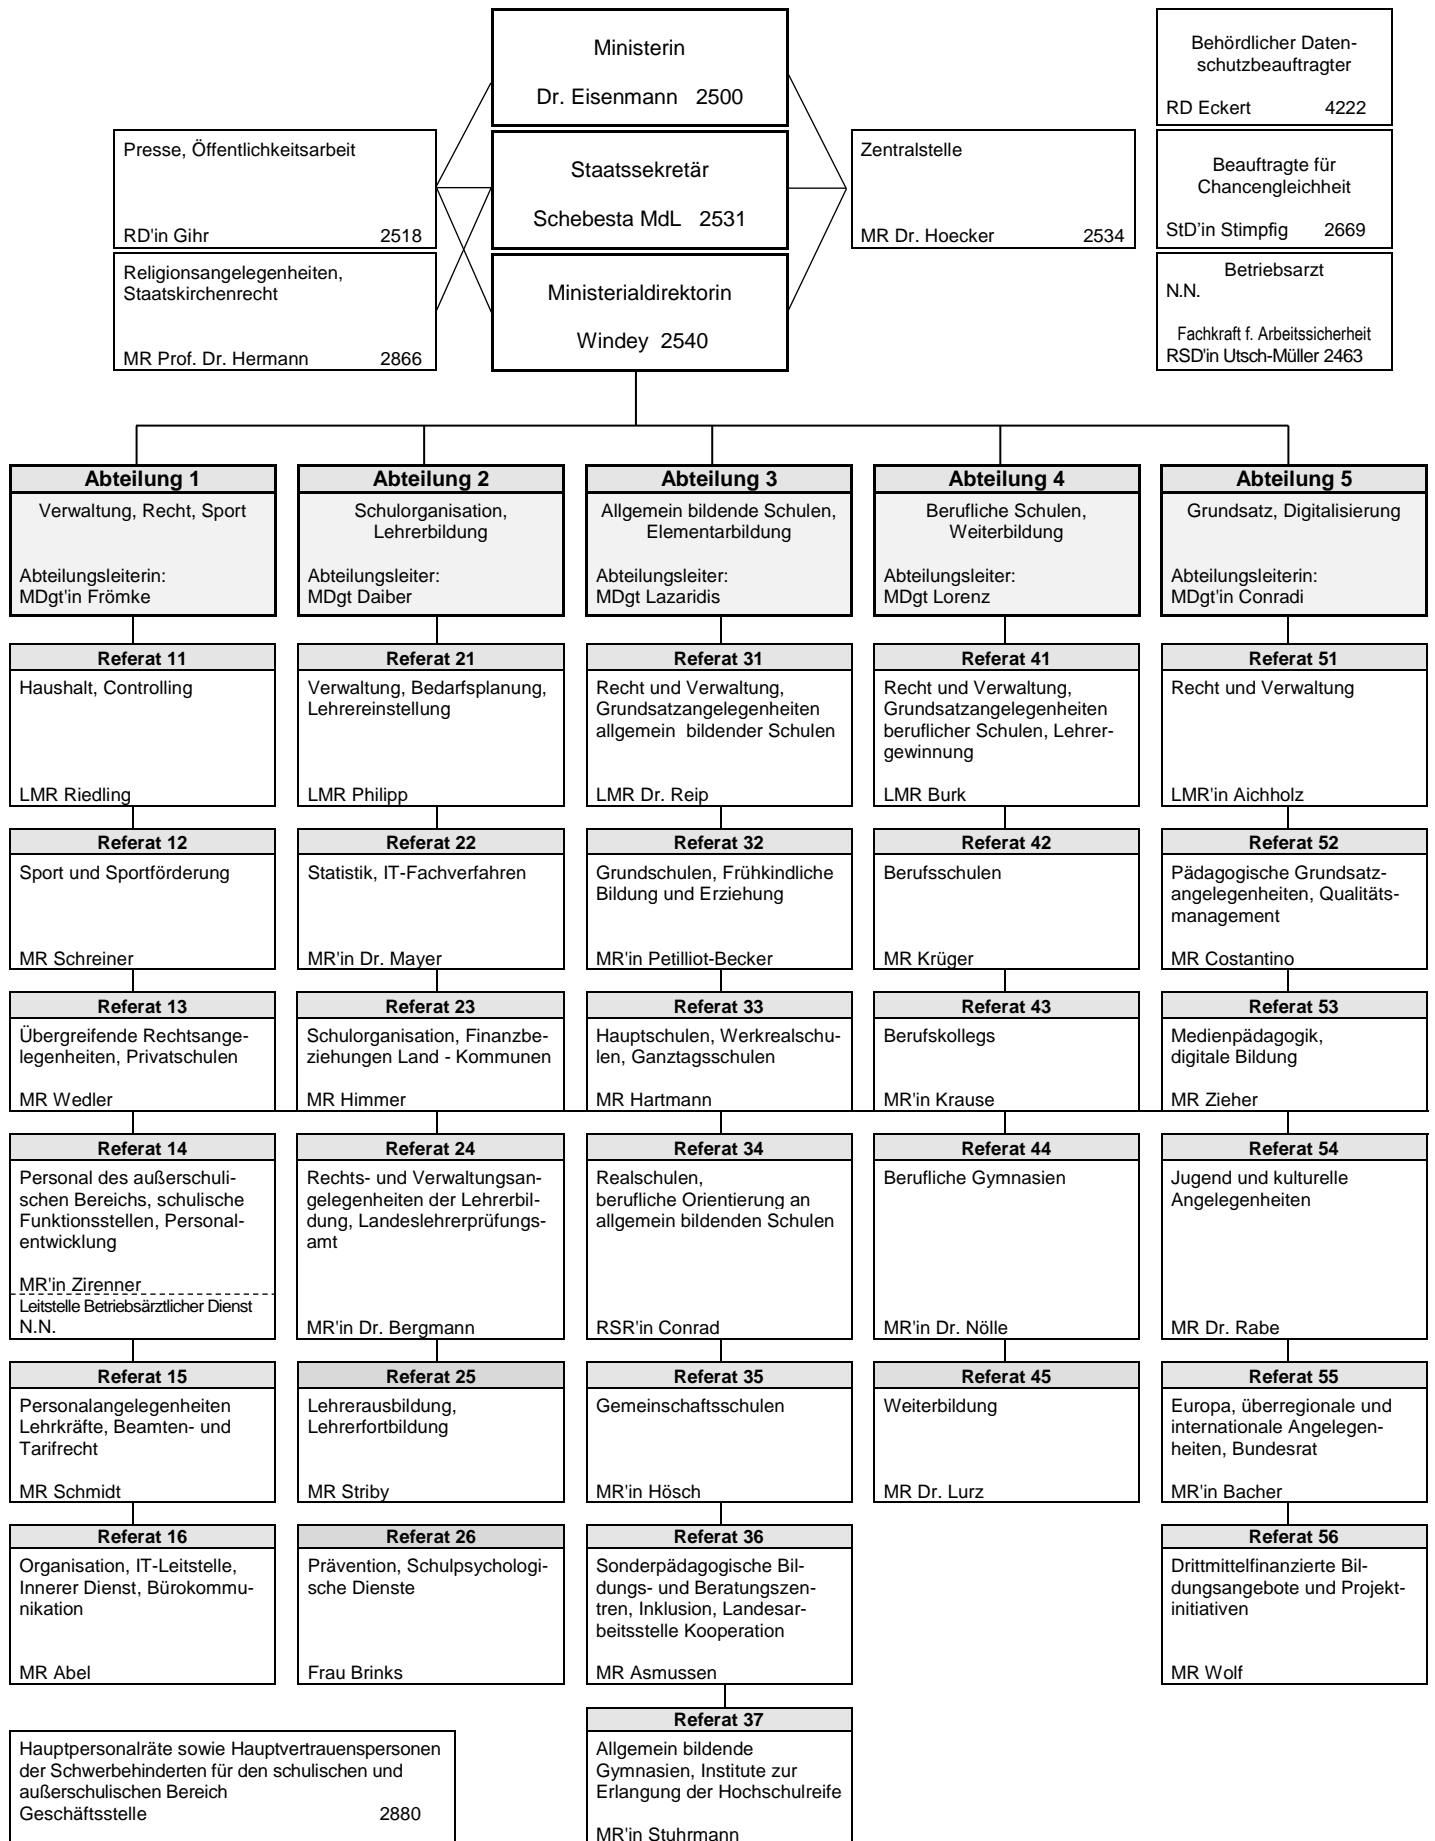 Ministerin
Dr. Eisenmann 2500
Staatssekretär
Schebesta MdL 2531
Ministerialdirektorin
Windey 2540
Presse, Öffentlichkeitsarbeit
RD'in Gihr 2518
Religionsangelegenheiten,
Staatskirchenrecht
MR Prof. Dr. Hermann 2866
Zentralstelle
MR Dr. Hoecker 2534
Behördlicher Daten-
schutzbeauftragter
RD Eckert 4222
Beauftragte für
Chancengleichheit
StD'in Stimpfig 2669
Betriebsarzt
N.N.
Fachkraft f. Arbeitssicherheit
RSD'in Utsch-Müller 2463
Abteilung 1
Verwaltung, Recht, Sport
Abteilungsleiterin:
MDgt'in Frömke
Referat 11
Haushalt, Controlling
LMR Riedling
Referat 12
Sport und Sportförderung
MR Schreiner
Referat 13
Übergreifende Rechtsange-
legenheiten, Privatschulen
MR Wedler
Referat 14
Personal des außerschuli-
schen Bereichs, schulische
Funktionsstellen, Personal-
entwicklung
MR'in Zirenner
Leitstelle Betriebsärztlicher Dienst
N.N.
Referat 15
Personalangelegenheiten
Lehrkräfte, Beamten- und
Tarifrecht
MR Schmidt
Referat 16
Organisation, IT-Leitstelle,
Innerer Dienst, Bürokommu-
nikation
MR Abel
Abteilung 2
Schulorganisation,
Lehrerbildung
Abteilungsleiter:
MDgt Daiber
Referat 21
Verwaltung, Bedarfsplanung,
Lehrereinstellung
LMR Philipp
Referat 22
Statistik, IT-Fachverfahren
MR'in Dr. Mayer
Referat 23
Schulorganisation, Finanzbe-
ziehungen Land - Kommunen
MR Himmer
Referat 24
Rechts- und Verwaltungsan-
gelegenheiten der Lehrerbil-
dung, Landeslehrerprüfungs-
amt
MR'in Dr. Bergmann
Referat 25
Lehrerausbildung,
Lehrerfortbildung
MR Striby
Referat 26
Prävention, Schulpsychologi-
sche Dienste
Frau Brinks
Abteilung 3
Allgemein bildende Schulen,
Elementarbildung
Abteilungsleiter:
MDgt Lazaridis
Referat 31
Recht und Verwaltung,
Grundsatzangelegenheiten
allgemein bildender Schulen
LMR Dr. Reip
Referat 32
Grundschulen, Frühkindliche
Bildung und Erziehung
MR'in Petilliot-Becker
Referat 33
Hauptschulen, Werkrealschu-
len, Ganztagsschulen
MR Hartmann
Referat 34
Realschulen,
berufliche Orientierung an
allgemein bildenden Schulen
RSR'in Conrad
Referat 35
Gemeinschaftsschulen
MR'in Hösch
Referat 36
Sonderpädagogische Bil-
dungs- und Beratungszen-
tren, Inklusion, Landesar-
beitsstelle Kooperation
MR Asmussen
Referat 37
Allgemein bildende
Gymnasien, Institute zur
Erlangung der Hochschulreife
MR'in Stuhrmann
Abteilung 4
Berufliche Schulen,
Weiterbildung
Abteilungsleiter:
MDgt Lorenz
Referat 41
Recht und Verwaltung,
Grundsatzangelegenheiten
beruflicher Schulen, Lehrer-
gewinnung
LMR Burk
Referat 42
Berufsschulen
MR Krüger
Referat 43
Berufskollegs
MR'in Krause
Referat 44
Berufliche Gymnasien
MR'in Dr. Nölle
Referat 45
Weiterbildung
MR Dr. Lurz
Abteilung 5
Grundsatz, Digitalisierung
Abteilungsleiterin:
MDgt'in Conradi
Referat 51
Recht und Verwaltung
LMR'in Aichholz
Referat 52
Pädagogische Grundsatz-
angelegenheiten, Qualitäts-
management
MR Costantino
Referat 53
Medienpädagogik,
digitale Bildung
MR Zieher
Referat 54
Jugend und kulturelle
Angelegenheiten
MR Dr. Rabe
Referat 55
Europa, überregionale und
internationale Angelegen-
heiten, Bundesrat
MR'in Bacher
Referat 56
Drittmittelfinanzierte Bil-
dungsangebote und Projekt-
initiativen
MR Wolf
Hauptpersonalräte sowie Hauptvertrauenspersonen
der Schwerbehinderten für den schulischen und
außerschulischen Bereich
Geschäftsstelle 2880